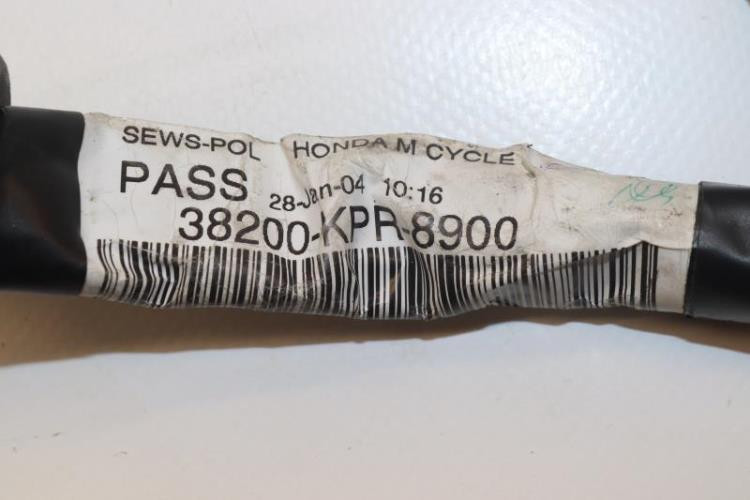 SEWS-POL HONDA M CYCLE
PASS 28-Jan-04 10:16
38200-KPR-8900